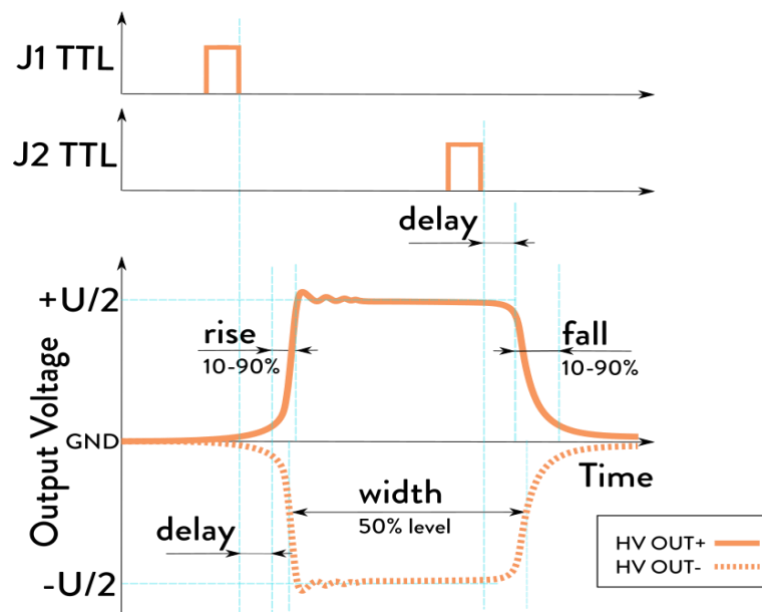 J1 TTL
J2 TTL
delay
+U/2
rise
10-90%
fall
10-90%
Output Voltage
GND
Time
width
50% level
delay
-U/2
HV OUT+
HV OUT-